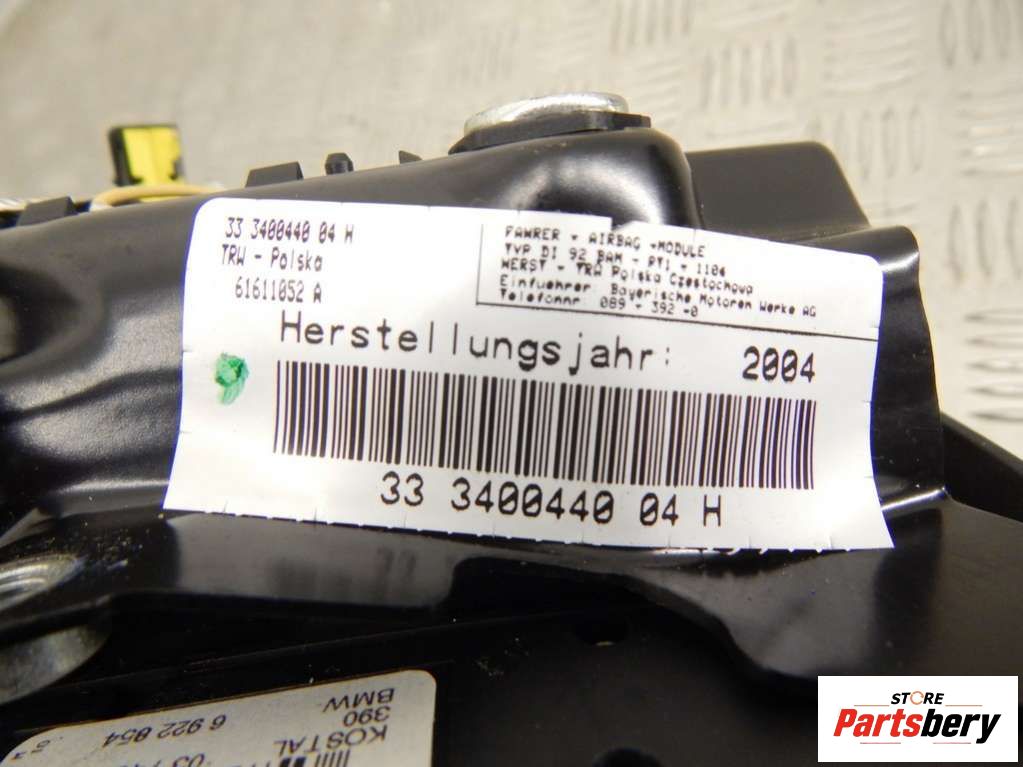 33 3400440 04 H
TRW - Polska
61611052 A
FAHRER - AIRBAG -MODULE
TYP DI 92 BAM - PT1 - 1104
HERST - TRW Polska Czestochowa
Einfuehrer: Bayerische Motoren Werke AG
Telefonnr: 089 - 392 -0
Herstellungsjahr: 2004
33 3400440 04 H
6 922 854
BMW
390
KOSTAL
STORE
Partsbery